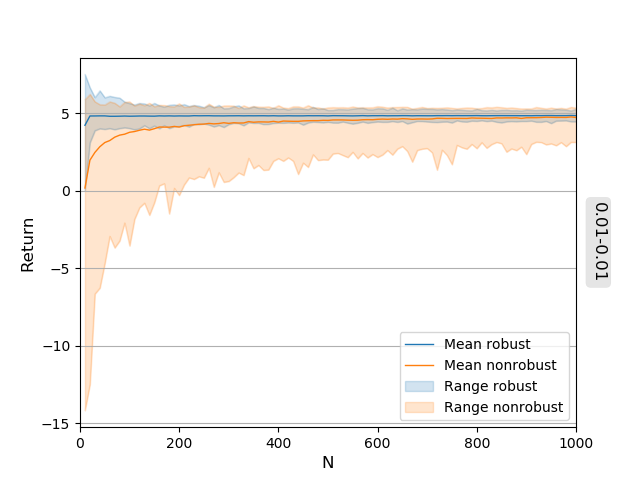 5
0
−5
−10
−15
Return
0
200
400
600
800
1000
N
Mean robust
Mean nonrobust
Range robust
Range nonrobust
0.01-0.01